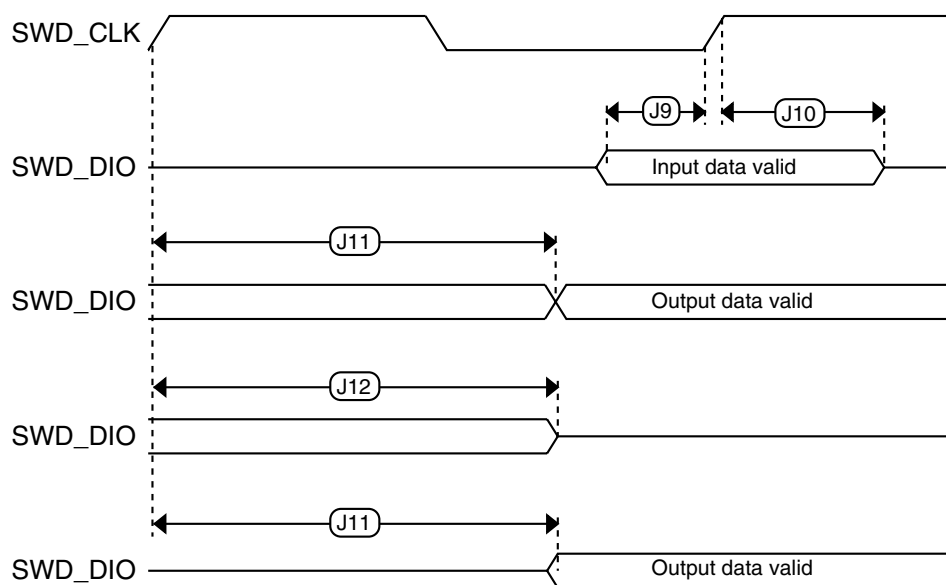 SWD_CLK
J9
J10
SWD_DIO
Input data valid
J11
SWD_DIO
Output data valid
J12
SWD_DIO
J11
SWD_DIO
Output data valid